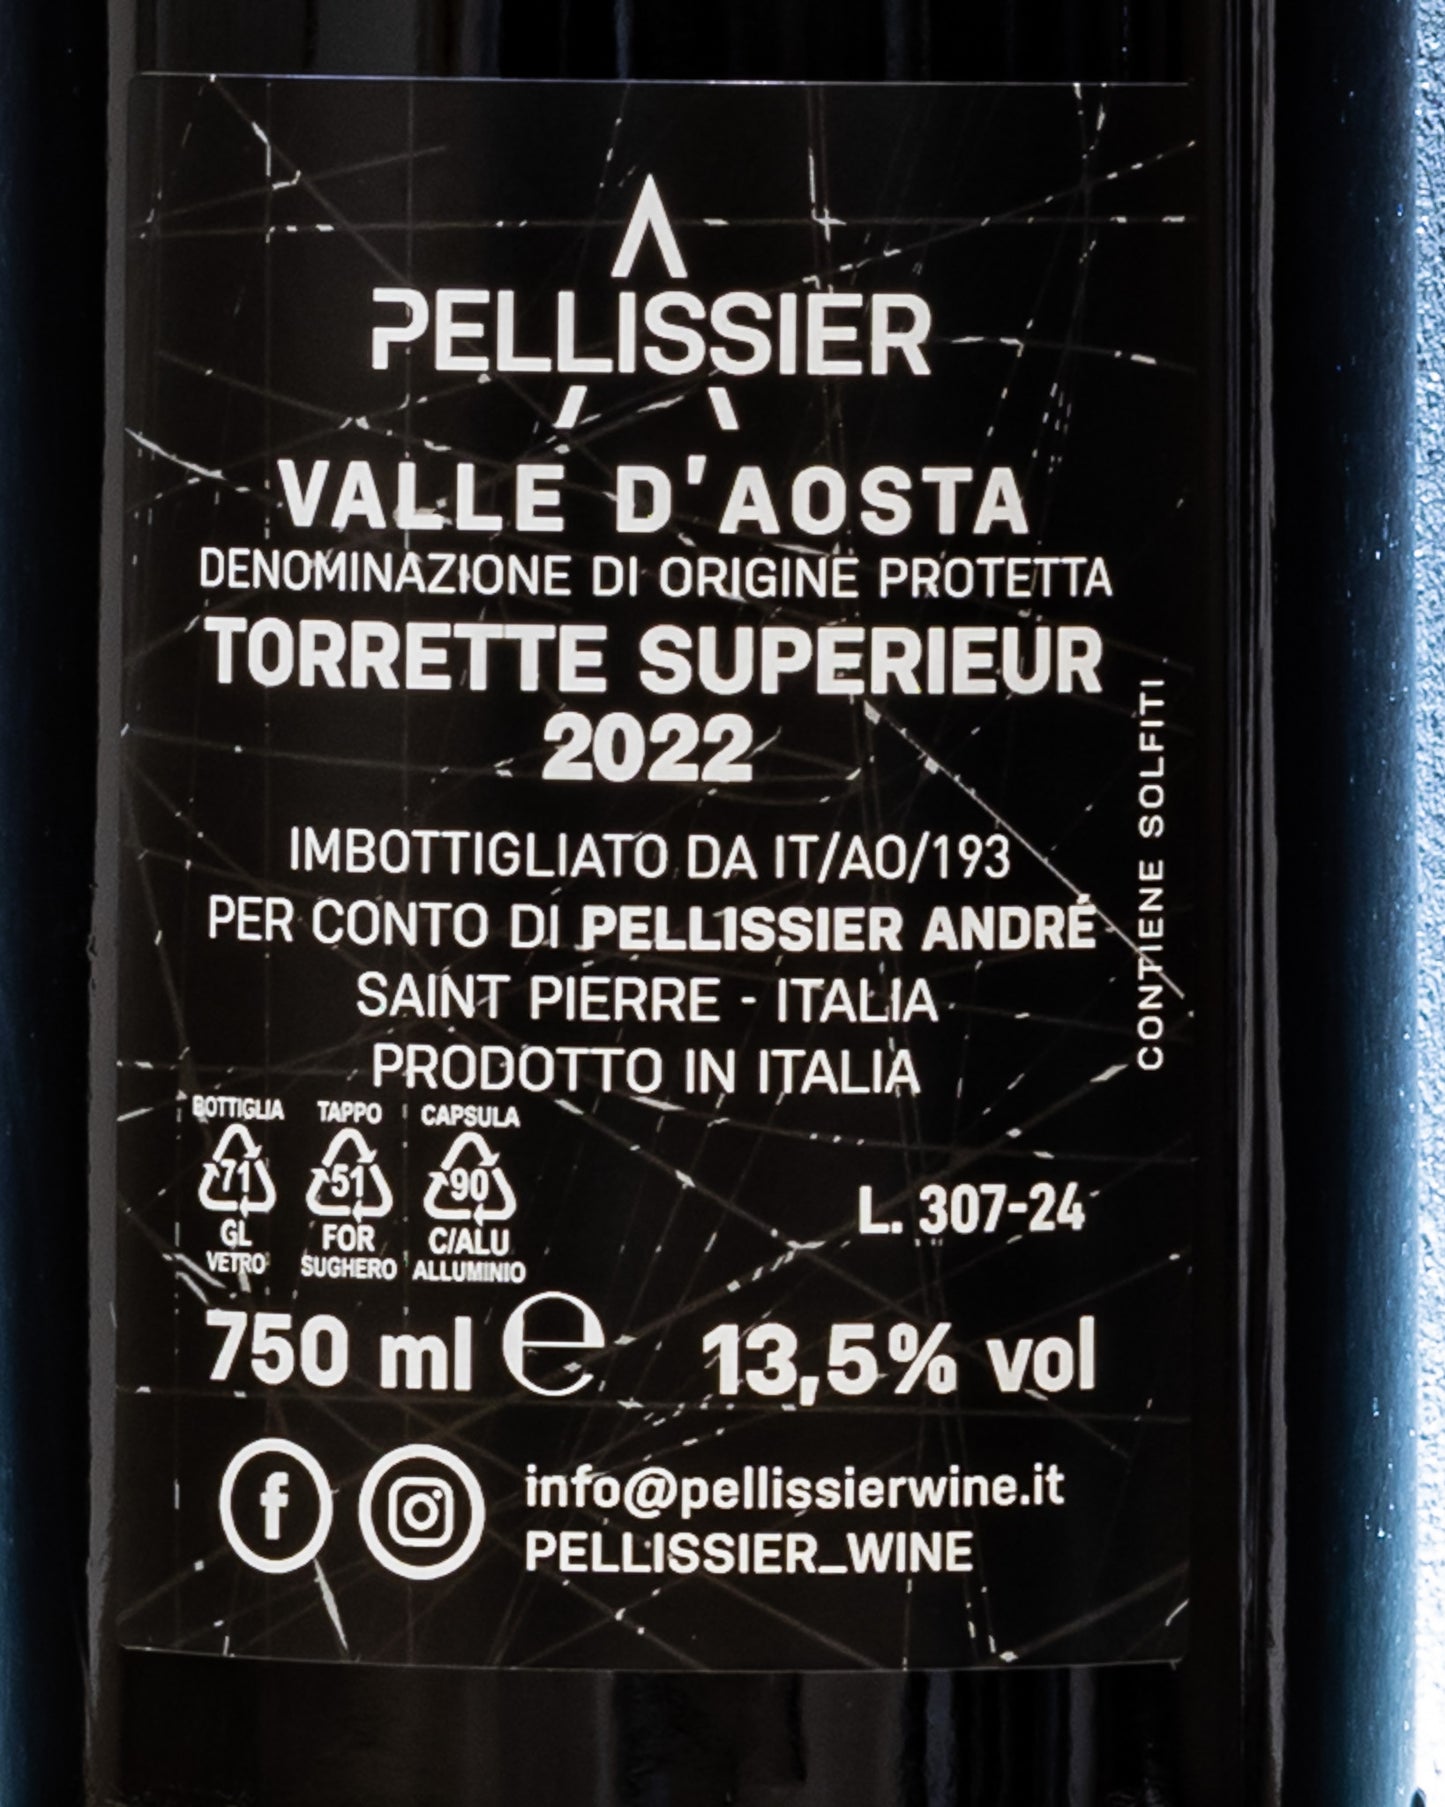 PELLISSIER
VALLE D'AOSTA
DENOMINAZIONE DI ORIGINE PROTETTA
TORRETTE SUPERIEUR
2022
IMBOTTIGLIATO DA IT/AO/193
PER CONTO DI PELLISSIER ANDRÉ
SAINT PIERRE - ITALIA
PRODOTTO IN ITALIA
CONTIENE SOLFITI
BOTTIGLIA TAPPO CAPSULA
71 51 90
GL FOR C/ALU
VETRO SUGHERO ALLUMINIO
L. 307-24
750 ml e 13,5% vol
info@pellissierwine.it
PELLISSIER_WINE